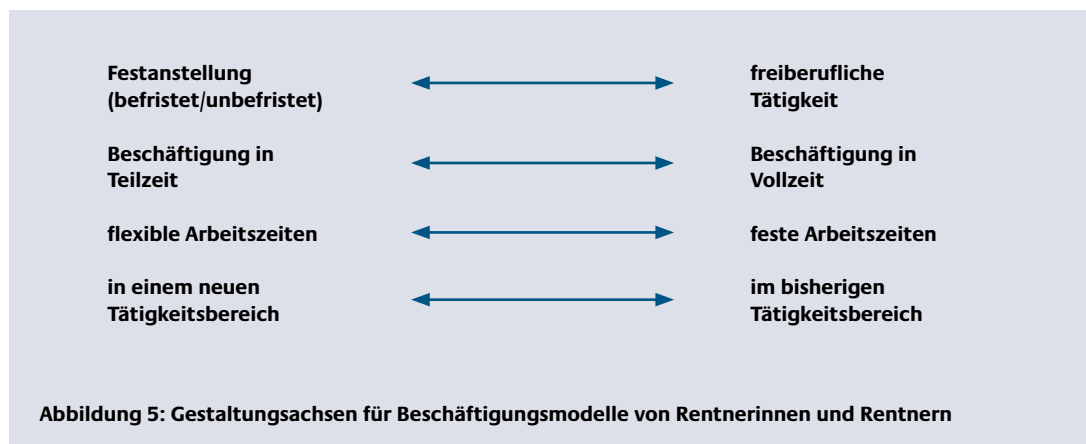 Festanstellung
(befristet/unbefristet)
freiberufliche
Tätigkeit
Beschäftigung in
Teilzeit
Beschäftigung in
Vollzeit
flexible Arbeitszeiten
feste Arbeitszeiten
in einem neuen
Tätigkeitsbereich
im bisherigen
Tätigkeitsbereich
Abbildung 5: Gestaltungsachsen für Beschäftigungsmodelle von Rentnerinnen und Rentnern